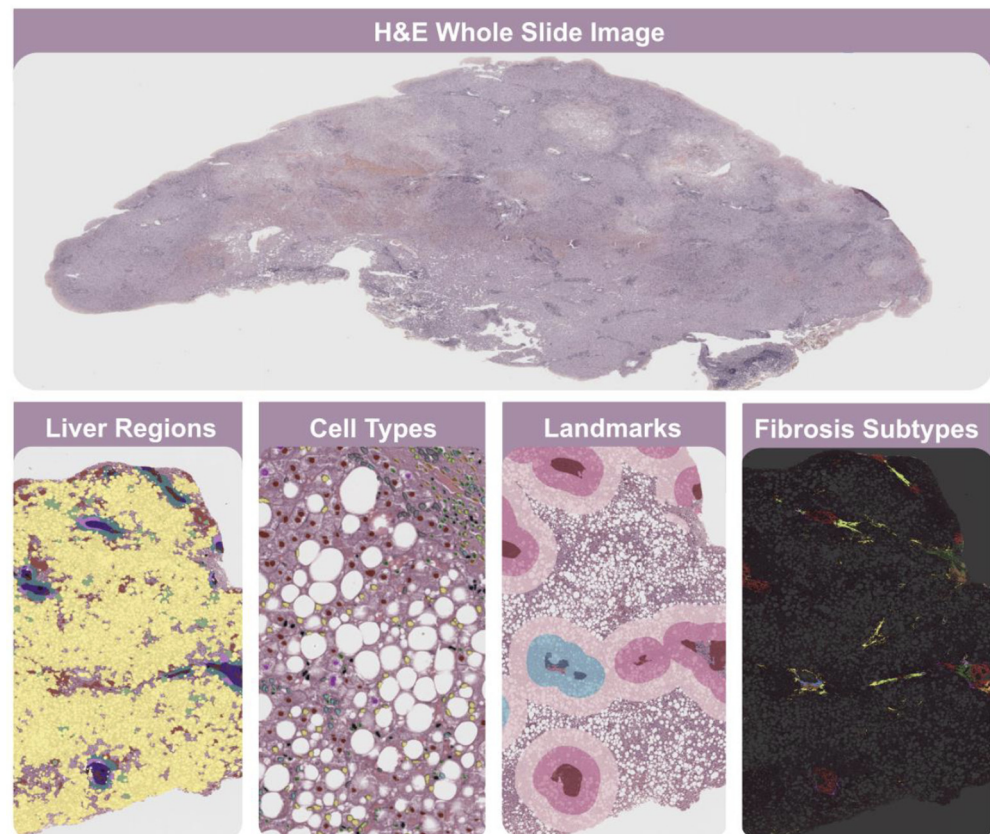 H&E Whole Slide Image
Liver Regions
Cell Types
Landmarks
Fibrosis Subtypes